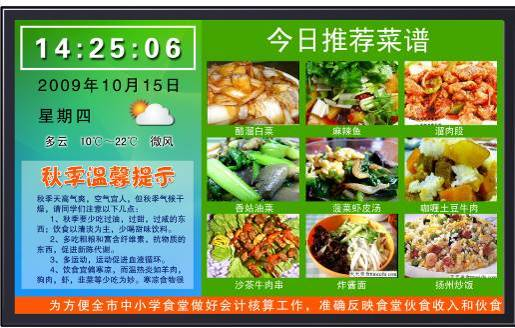 14:25:06
2009年10月15日
星期四
多云 10℃~22℃ 微风
秋季温馨提示
秋季天高气爽，空气宜人，但秋季气候干
燥，请同学们注意以下几点：
1、秋季要少吃过油，过甜，过咸的东
西；饮食以清淡为主，少喝甜味饮料。
2、多吃粗粮和富含纤维素，抗物质的
东西，促进新陈代谢。
3、多运动，运动促进血液循环。
4、饮食宜偏寒凉，而温热炎如羊肉，
狗肉，虾，韭菜等少吃为妙。寒凉食物很
今日推荐菜谱
醋溜白菜
麻辣鱼
溜肉段
香菇油菜
菠菜虾皮汤
咖喱土豆牛肉
沙茶牛肉串
炸酱面
扬州炒饭
为方便全市中小学食堂做好会计核算工作，准确反映食堂伙食收入和伙食